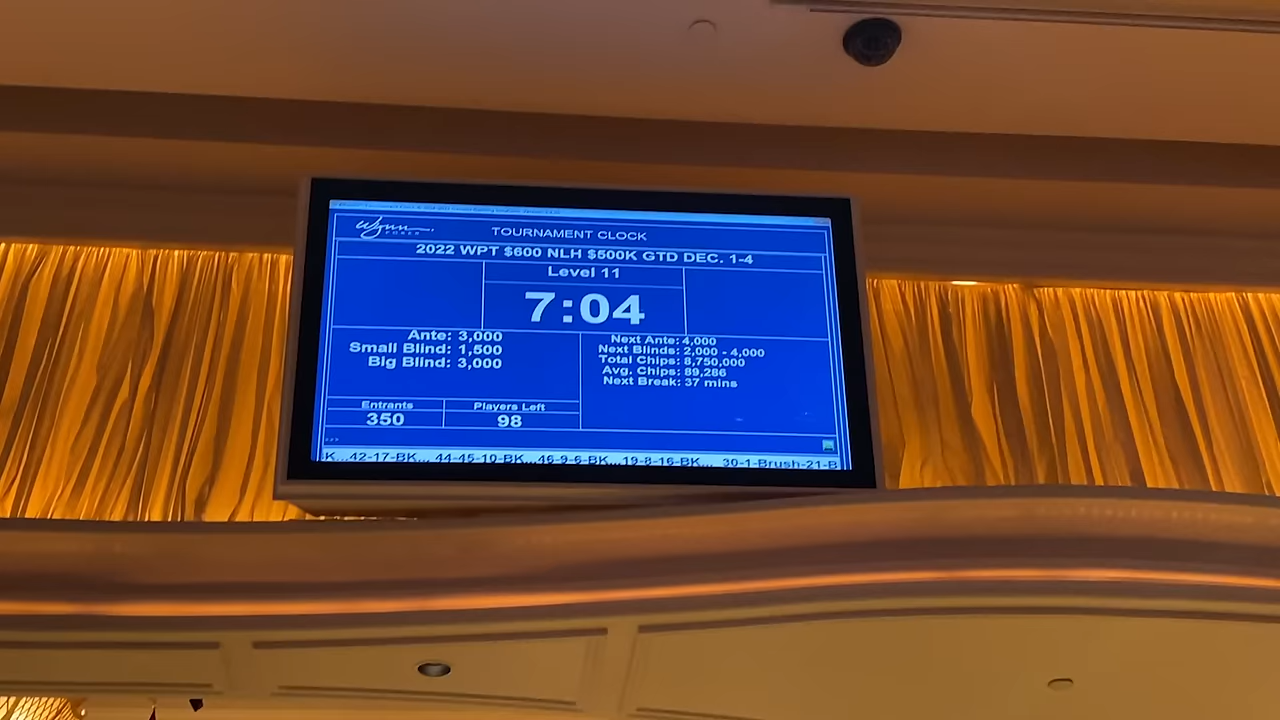 Wynn
POKER
TOURNAMENT CLOCK
2022 WPT $600 NLH $500K GTD DEC. 1-4
Level 11
7:04
Ante: 3,000
Small Blind: 1,500
Big Blind: 3,000
Next Ante: 4,000
Next Blinds: 2,000 - 4,000
Total Chips: 8,750,000
Avg. Chips: 89,286
Next Break: 37 mins
Entrants
350
Players Left
98
K...42-17-BK... 44-45-10-BK...46-9-6-BK...19-8-16-BK... 30-1-Brush-21-B